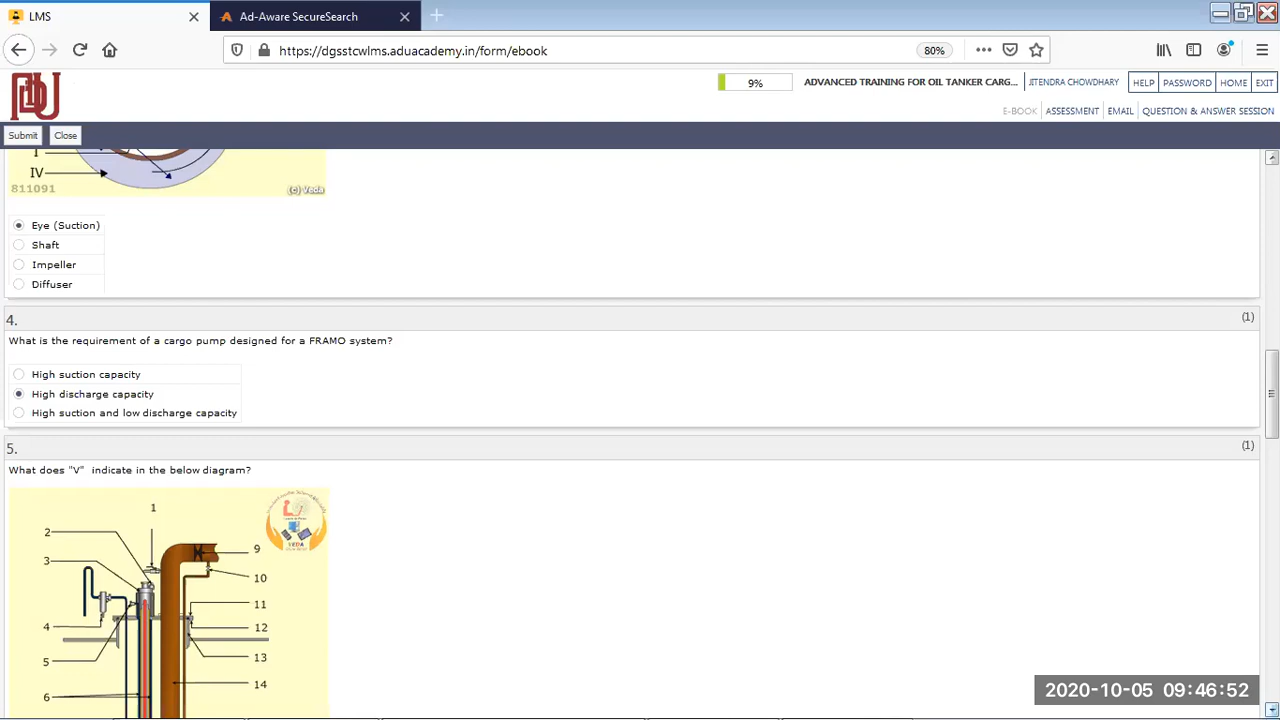 LMS
Ad-Aware SecureSearch
https://dgsstcwlms.aduacademy.in/form/ebook
80%
9%
ADVANCED TRAINING FOR OIL TANKER CARG...
JITENDRA CHOWDHARY
HELP
PASSWORD
HOME
EXIT
E-BOOK
ASSESSMENT
EMAIL
QUESTION & ANSWER SESSION
Submit
Close
I
IV
811091
(c) Veda
Eye (Suction)
Shaft
Impeller
Diffuser
4.
(1)
What is the requirement of a cargo pump designed for a FRAMO system?
High suction capacity
High discharge capacity
High suction and low discharge capacity
5.
(1)
What does "V" indicate in the below diagram?
1
2
3
4
5
6
9
10
11
12
13
14
VEDA
2020-10-05 09:46:52